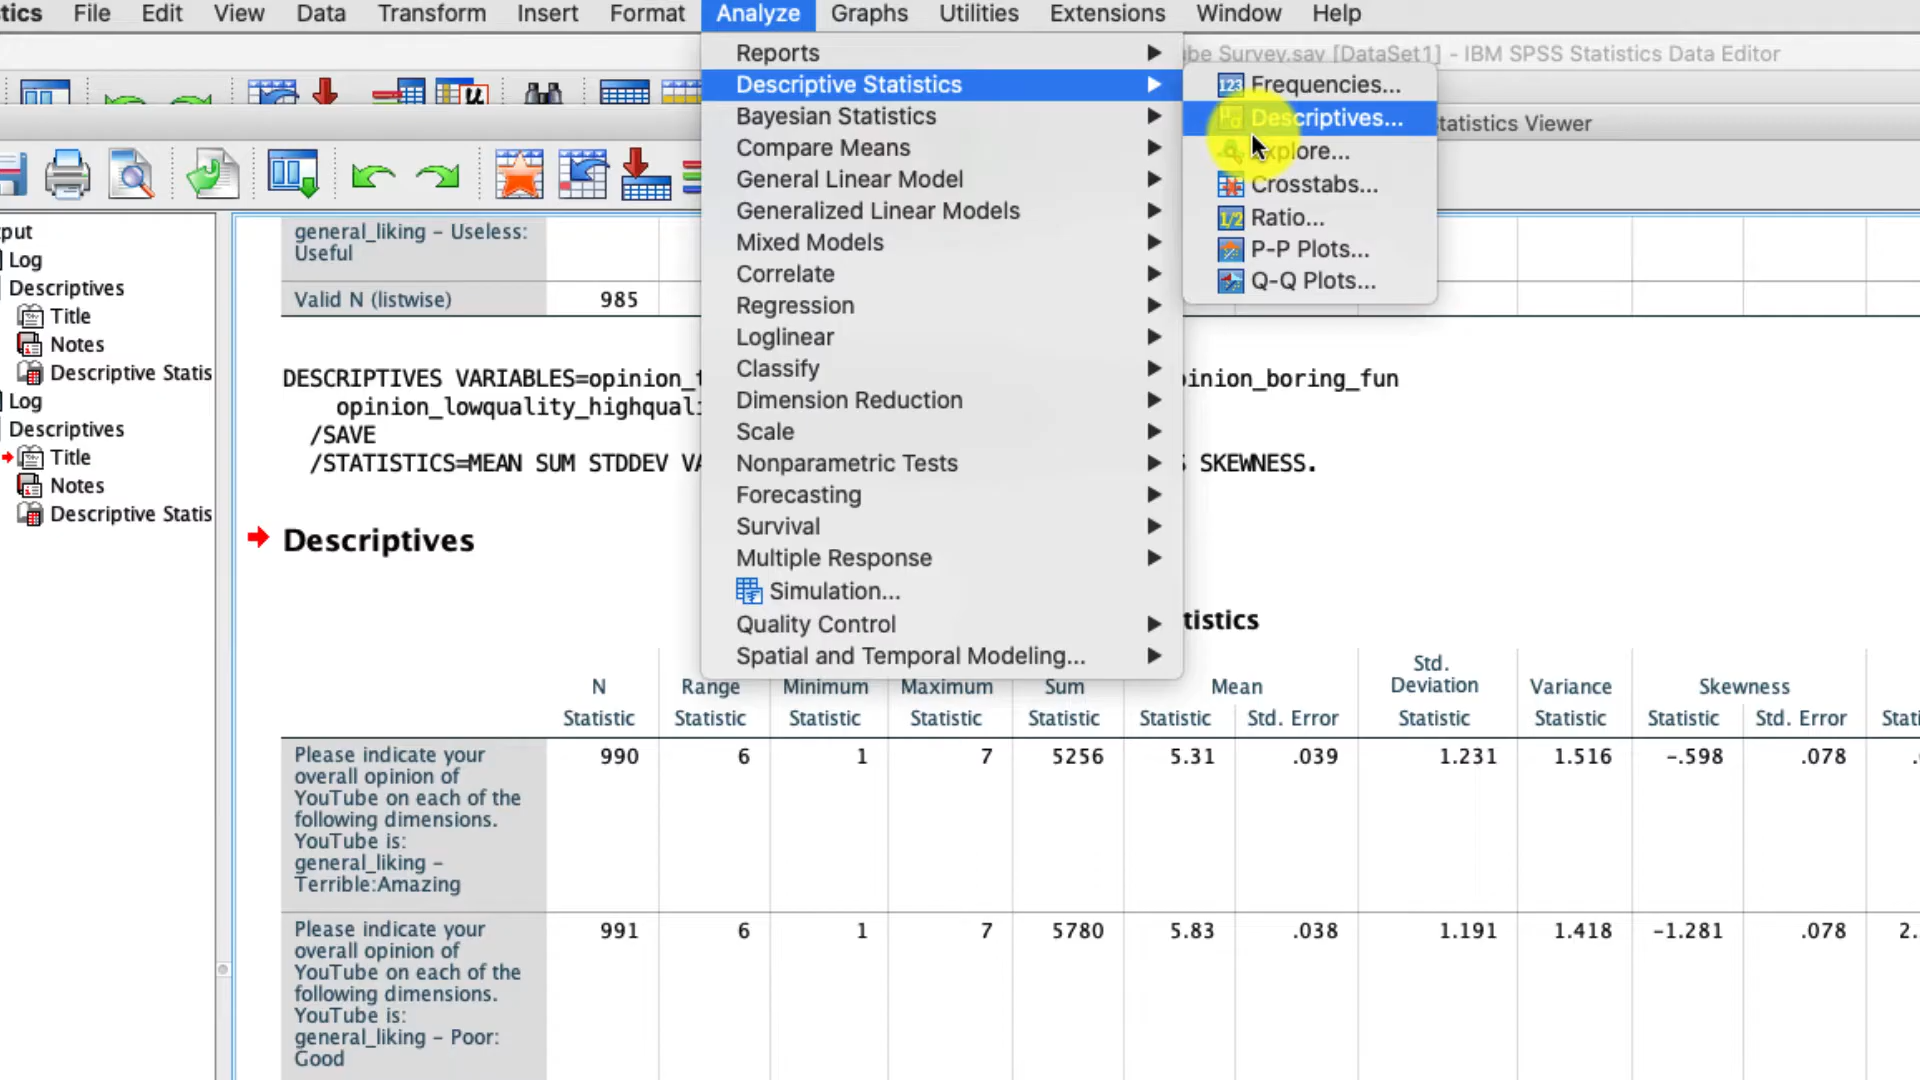 tics File Edit View Data Transform Insert Format Analyze Graphs Utilities Extensions Window Help
be Survey.sav [DataSet1] - IBM SPSS Statistics Data Editor
tatistics Viewer
Reports
Descriptive Statistics
Bayesian Statistics
Compare Means
General Linear Model
Generalized Linear Models
Mixed Models
Correlate
Regression
Loglinear
Classify
Dimension Reduction
Scale
Nonparametric Tests
Forecasting
Survival
Multiple Response
Simulation...
Quality Control
Spatial and Temporal Modeling...
123 Frequencies...
Descriptives...
Explore...
Crosstabs...
1/2 Ratio...
P-P Plots...
Q-Q Plots...
put
Log
Descriptives
Title
Notes
Descriptive Statis
Log
Descriptives
Title
Notes
Descriptive Statis
general_liking - Useless:
Useful
Valid N (listwise) 985
DESCRIPTIVES VARIABLES=opinion_t pinion_boring_fun
opinion_lowquality_highquali
/SAVE
/STATISTICS=MEAN SUM STDDEV VA S SKEWNESS.
Descriptives
tistics
N Range Minimum Maximum Sum Mean Std. Deviation Variance Skewness
Statistic Statistic Statistic Statistic Statistic Statistic Std. Error Statistic Statistic Statistic Std. Error Stati
Please indicate your 990 6 1 7 5256 5.31 .039 1.231 1.516 -.598 .078
overall opinion of
YouTube on each of the
following dimensions.
YouTube is:
general_liking -
Terrible:Amazing
Please indicate your 991 6 1 7 5780 5.83 .038 1.191 1.418 -1.281 .078 2.
overall opinion of
YouTube on each of the
following dimensions.
YouTube is:
general_liking - Poor:
Good